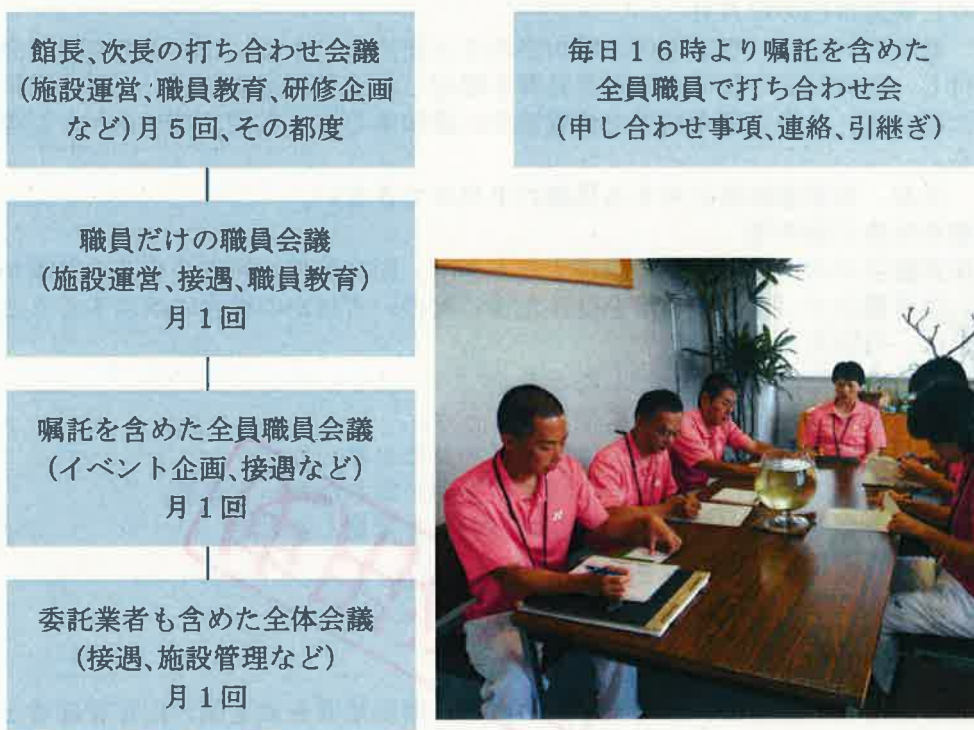 館長、次長の打ち合わせ会議
(施設運営、職員教育、研修企画
など)月5回、その都度
毎日16時より嘱託を含めた
全員職員で打ち合わせ会
(申し合わせ事項、連絡、引継ぎ)
職員だけの職員会議
(施設運営、接遇、職員教育)
月1回
嘱託を含めた全員職員会議
(イベント企画、接遇など)
月1回
委託業者も含めた全体会議
(接遇、施設管理など)
月1回